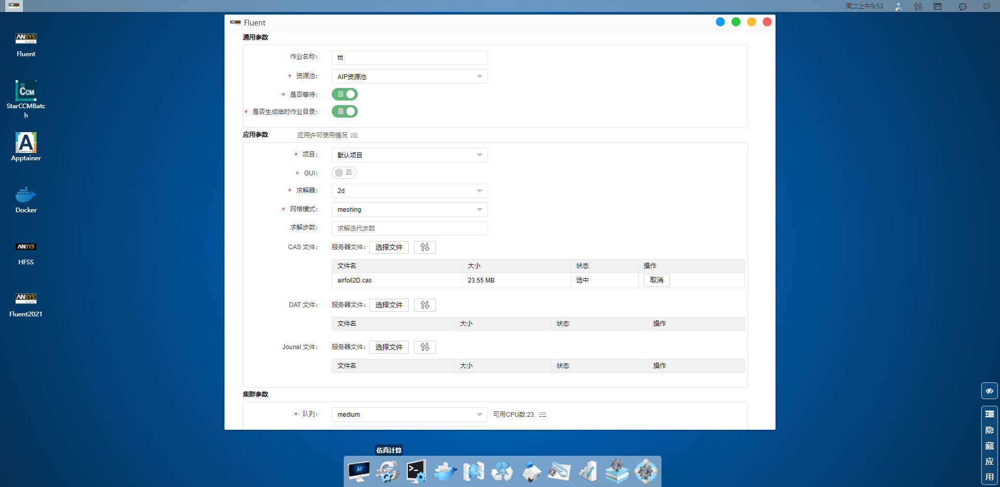 周二上午9:53
Fluent
通用参数
作业名称: ttt
* 资源池: AIP资源池
* 是否等待: 是
* 是否生成临时作业目录: 是
应用参数 应用许可使用情况
* 项目: 默认项目
* GUI: 否
* 求解器: 2d
* 网格模式: meshing
求解步数: 求解迭代步数
CAS 文件: 服务器文件: 选择文件
文件名 大小 状态 操作
airfoil2D.cas 23.55 MB 选中 取消
DAT 文件: 服务器文件: 选择文件
文件名 大小 状态 操作
Jounal 文件: 服务器文件: 选择文件
文件名 大小 状态 操作
集群参数
* 队列: medium 可用CPU数:23.
ANSYS
FLUENT
Fluent
SC
CCM
StarCCMBatc
h
A
Apptainer
Docker
ANSYS
HFSS
ANSYS
FLUENT
Fluent2021
仿真计算
Ai
隐
藏
应
用